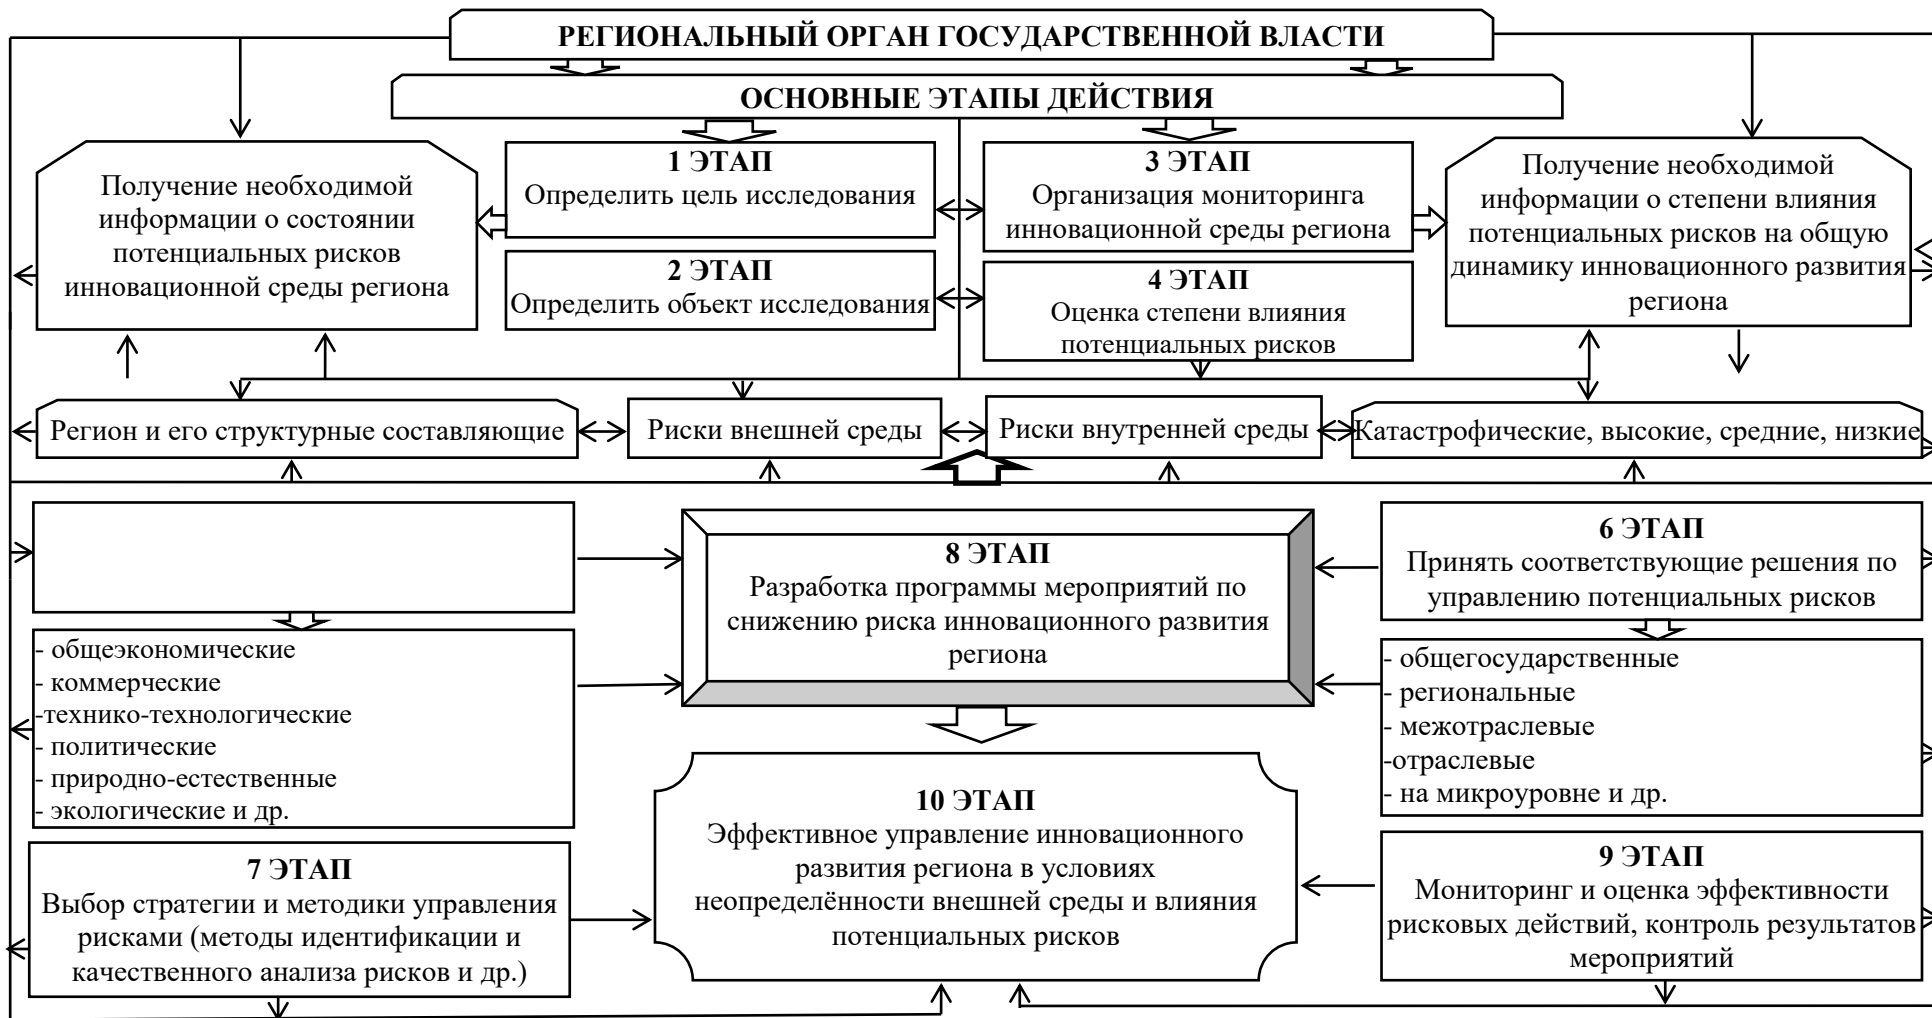 РЕГИОНАЛЬНЫЙ ОРГАН ГОСУДАРСТВЕННОЙ ВЛАСТИ
ОСНОВНЫЕ ЭТАПЫ ДЕЙСТВИЯ
Получение необходимой
информации о состоянии
потенциальных рисков
инновационной среды региона
1 ЭТАП
Определить цель исследования
2 ЭТАП
Определить объект исследования
3 ЭТАП
Организация мониторинга
инновационной среды региона
4 ЭТАП
Оценка степени влияния
потенциальных рисков
Получение необходимой
информации о степени влияния
потенциальных рисков на общую
динамику инновационного развития
региона
Регион и его структурные составляющие
Риски внешней среды
Риски внутренней среды
Катастрофические, высокие, средние, низкие
8 ЭТАП
Разработка программы мероприятий по
снижению риска инновационного развития
региона
6 ЭТАП
Принять соответствующие решения по
управлению потенциальных рисков
- общеэкономические
- коммерческие
-технико-технологические
- политические
- природно-естественные
- экологические и др.
- общегосударственные
- региональные
- межотраслевые
-отраслевые
- на микроуровне и др.
7 ЭТАП
Выбор стратегии и методики управления
рисками (методы идентификации и
качественного анализа рисков и др.)
10 ЭТАП
Эффективное управление инновационного
развития региона в условиях
неопределённости внешней среды и влияния
потенциальных рисков
9 ЭТАП
Мониторинг и оценка эффективности
рисковых действий, контроль результатов
мероприятий